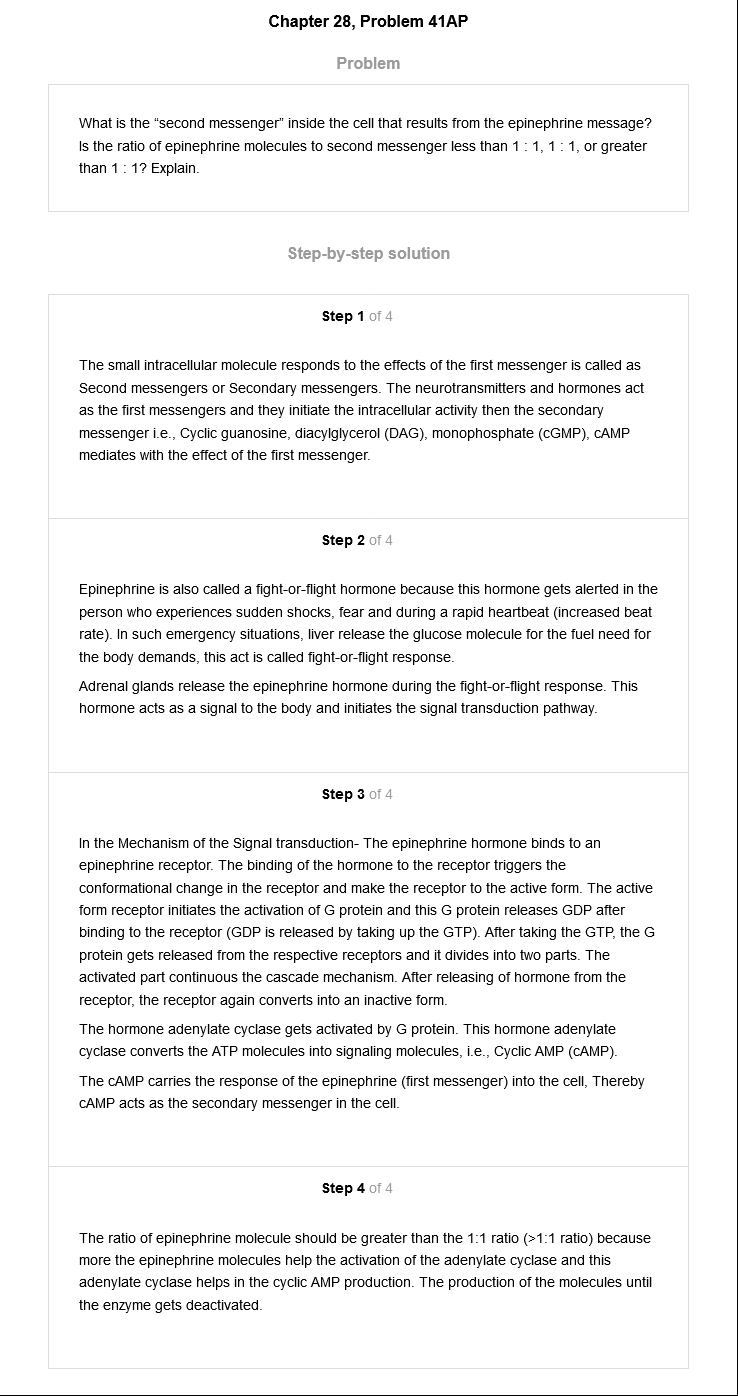 Chapter 28, Problem 41AP
Problem
What is the “second messenger” inside the cell that results from the epinephrine message?
Is the ratio of epinephrine molecules to second messenger less than 1 : 1, 1 : 1, or greater
than 1 : 1? Explain.
Step-by-step solution
Step 1 of 4
The small intracellular molecule responds to the effects of the first messenger is called as
Second messengers or Secondary messengers. The neurotransmitters and hormones act
as the first messengers and they initiate the intracellular activity then the secondary
messenger i.e., Cyclic guanosine, diacylglycerol (DAG), monophosphate (cGMP), cAMP
mediates with the effect of the first messenger.
Step 2 of 4
Epinephrine is also called a fight-or-flight hormone because this hormone gets alerted in the
person who experiences sudden shocks, fear and during a rapid heartbeat (increased beat
rate). In such emergency situations, liver release the glucose molecule for the fuel need for
the body demands, this act is called fight-or-flight response.
Adrenal glands release the epinephrine hormone during the fight-or-flight response. This
hormone acts as a signal to the body and initiates the signal transduction pathway.
Step 3 of 4
In the Mechanism of the Signal transduction- The epinephrine hormone binds to an
epinephrine receptor. The binding of the hormone to the receptor triggers the
conformational change in the receptor and make the receptor to the active form. The active
form receptor initiates the activation of G protein and this G protein releases GDP after
binding to the receptor (GDP is released by taking up the GTP). After taking the GTP, the G
protein gets released from the respective receptors and it divides into two parts. The
activated part continuous the cascade mechanism. After releasing of hormone from the
receptor, the receptor again converts into an inactive form.
The hormone adenylate cyclase gets activated by G protein. This hormone adenylate
cyclase converts the ATP molecules into signaling molecules, i.e., Cyclic AMP (cAMP).
The cAMP carries the response of the epinephrine (first messenger) into the cell, Thereby
cAMP acts as the secondary messenger in the cell.
Step 4 of 4
The ratio of epinephrine molecule should be greater than the 1:1 ratio (>1:1 ratio) because
more the epinephrine molecules help the activation of the adenylate cyclase and this
adenylate cyclase helps in the cyclic AMP production. The production of the molecules until
the enzyme gets deactivated.